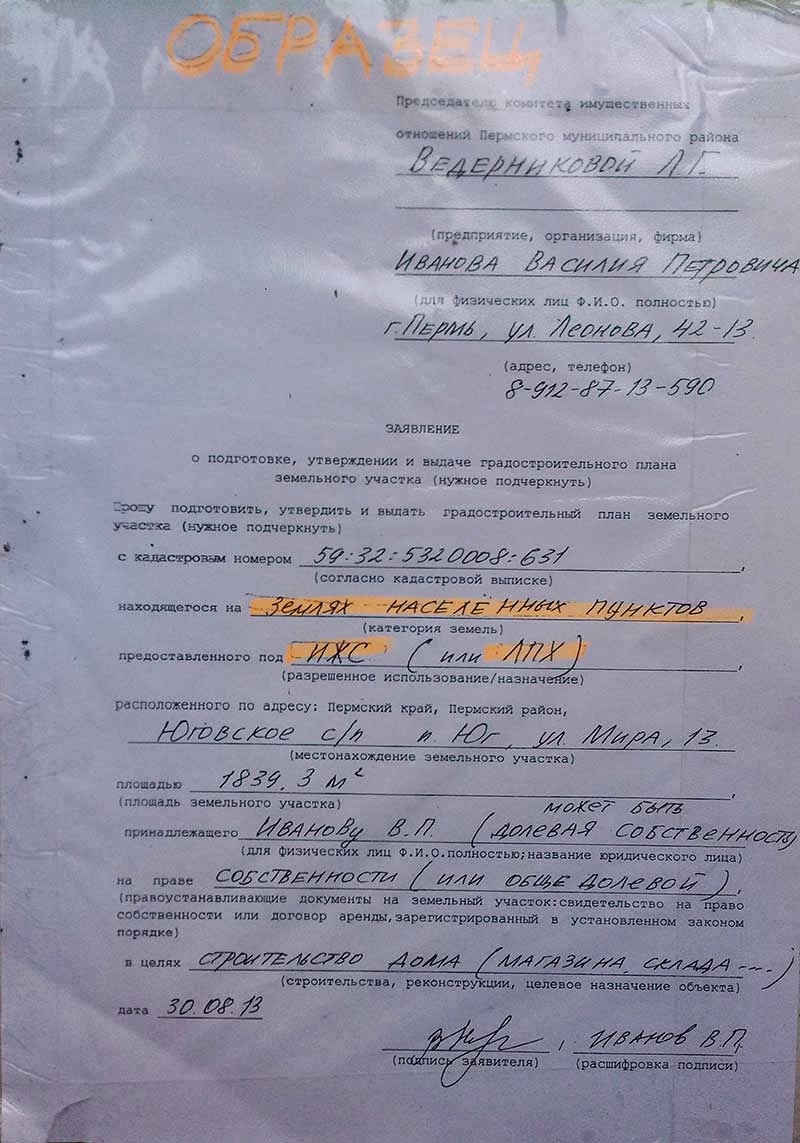 ОБРАЗЕЦ
Председателю комитета имущественных
отношений Пермского муниципального района
ВЕДЕРНИКОВОЙ Л.Г.
(предприятие, организация, фирма)
ИВАНОВА ВАСИЛИЯ ПЕТРОВИЧА
(для физических лиц Ф.И.О. полностью)
г. Пермь, ул. Леонова, 42-13
(адрес, телефон)
8-912-87-13-590
ЗАЯВЛЕНИЕ
о подготовке, утверждении и выдаче градостроительного плана
земельного участка (нужное подчеркнуть)
Прошу подготовить, утвердить и выдать градостроительный план земельного
участка (нужное подчеркнуть)
с кадастровым номером 59:32:5320008:631,
(согласно кадастровой выписке)
находящегося на ЗЕМЛЯХ НАСЕЛЁННЫХ ПУНКТОВ,
(категория земель)
предоставленного под ИЖС (или ЛПХ),
(разрешенное использование/назначение)
расположенного по адресу: Пермский край, Пермский район,
Юговское с/п п. Юг, ул. Мира, 13.
(местонахождение земельного участка)
площадью 1839,3 м²,
(площадь земельного участка)
может быть
принадлежащего ИВАНОВУ В.П. (ДОЛЕВАЯ СОБСТВЕННОСТЬ)
(для физических лиц Ф.И.О.полностью;название юридического лица)
на праве СОБСТВЕННОСТИ (ИЛИ ОБЩЕДОЛЕВОЙ),
(правоустанавливающие документы на земельный участок:свидетельство на право
собственности или договор аренды,зарегистрированный в установленном законом
порядке)
в целях СТРОИТЕЛЬСТВО ДОМА (МАГАЗИНА, СКЛАДА ----)
(строительства, реконструкции, целевое назначение объекта)
дата 30.08.13
, ИВАНОВ В.П.
(подпись заявителя) (расшифровка подписи)